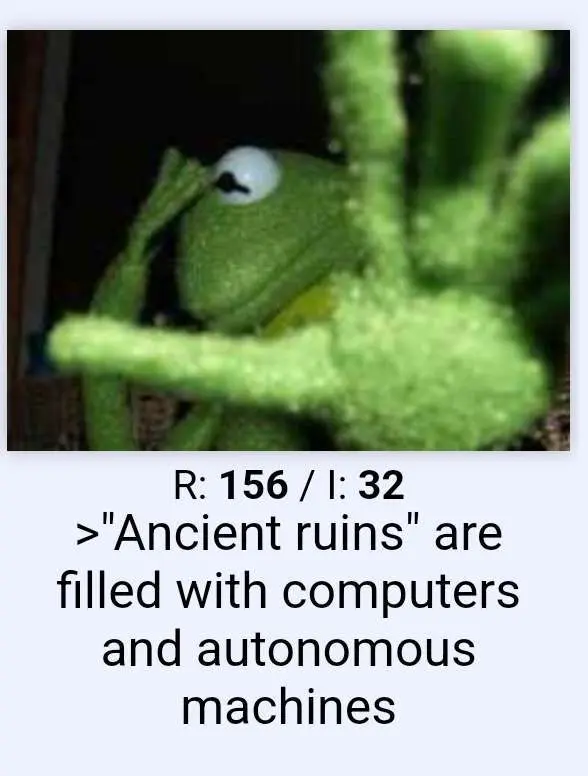 R: 156 / I: 32
>"Ancient ruins" are
filled with computers
and autonomous
machines